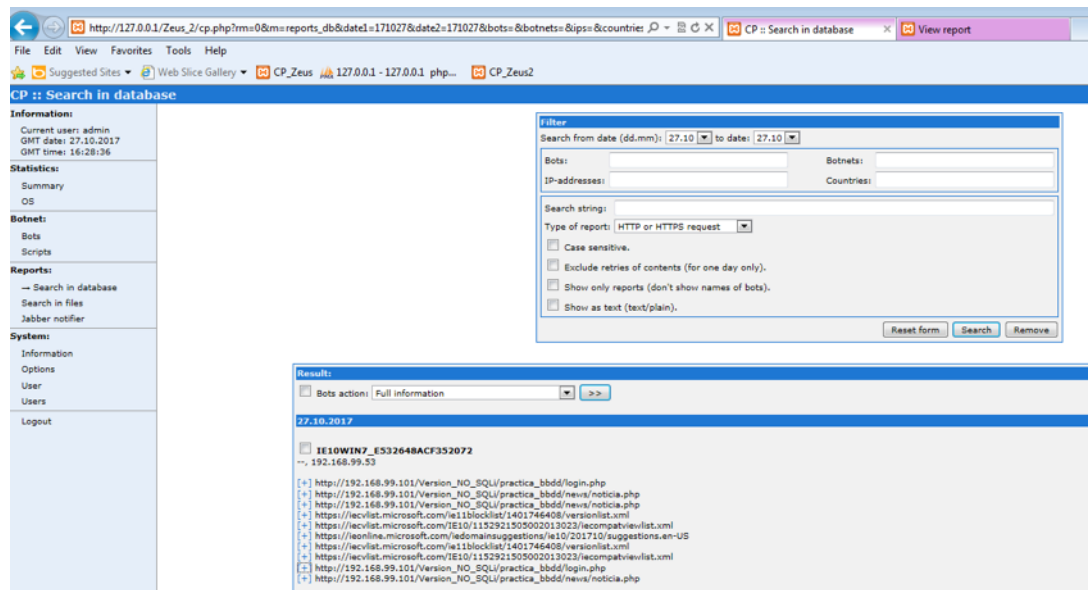 http://127.0.0.1/Zeus_2/cp.php?rm=0&m=reports_db&date1=171027&date2=171027&bots=&botnets=&ips=&countries
CP :: Search in database
View report
File Edit View Favorites Tools Help
Suggested Sites Web Slice Gallery CP_Zeus 127.0.0.1 - 127.0.0.1 php... CP_Zeus2
CP :: Search in database
Information:
Current user: admin
GMT date: 27.10.2017
GMT time: 16:28:36
Statistics:
Summary
OS
Botnet:
Bots
Scripts
Reports:
→ Search in database
Search in files
Jabber notifier
System:
Information
Options
User
Users
Logout
Filter
Search from date (dd.mm): 27.10 to date: 27.10
Bots: Botnets:
IP-addresses: Countries:
Search string:
Type of report: HTTP or HTTPS request
Case sensitive.
Exclude retries of contents (for one day only).
Show only reports (don't show names of bots).
Show as text (text/plain).
Reset form Search Remove
Result:
Bots action: Full information >>
27.10.2017
IE10WIN7_E532648ACF352072
--, 192.168.99.53
[+] http://192.168.99.101/Version_NO_SQLi/practica_bbdd/login.php
[+] http://192.168.99.101/Version_NO_SQLi/practica_bbdd/news/noticia.php
[+] http://192.168.99.101/Version_NO_SQLi/practica_bbdd/news/noticia.php
[+] https://iecvlist.microsoft.com/ie11blocklist/1401746408/versionlist.xml
[+] https://iecvlist.microsoft.com/IE10/1152921505002013023/iecompatviewlist.xml
[+] https://ieonline.microsoft.com/iedomainsuggestions/ie10/201710/suggestions.en-US
[+] https://iecvlist.microsoft.com/ie11blocklist/1401746408/versionlist.xml
[+] https://iecvlist.microsoft.com/IE10/1152921505002013023/iecompatviewlist.xml
[+] http://192.168.99.101/Version_NO_SQLi/practica_bbdd/login.php
[+] http://192.168.99.101/Version_NO_SQLi/practica_bbdd/news/noticia.php